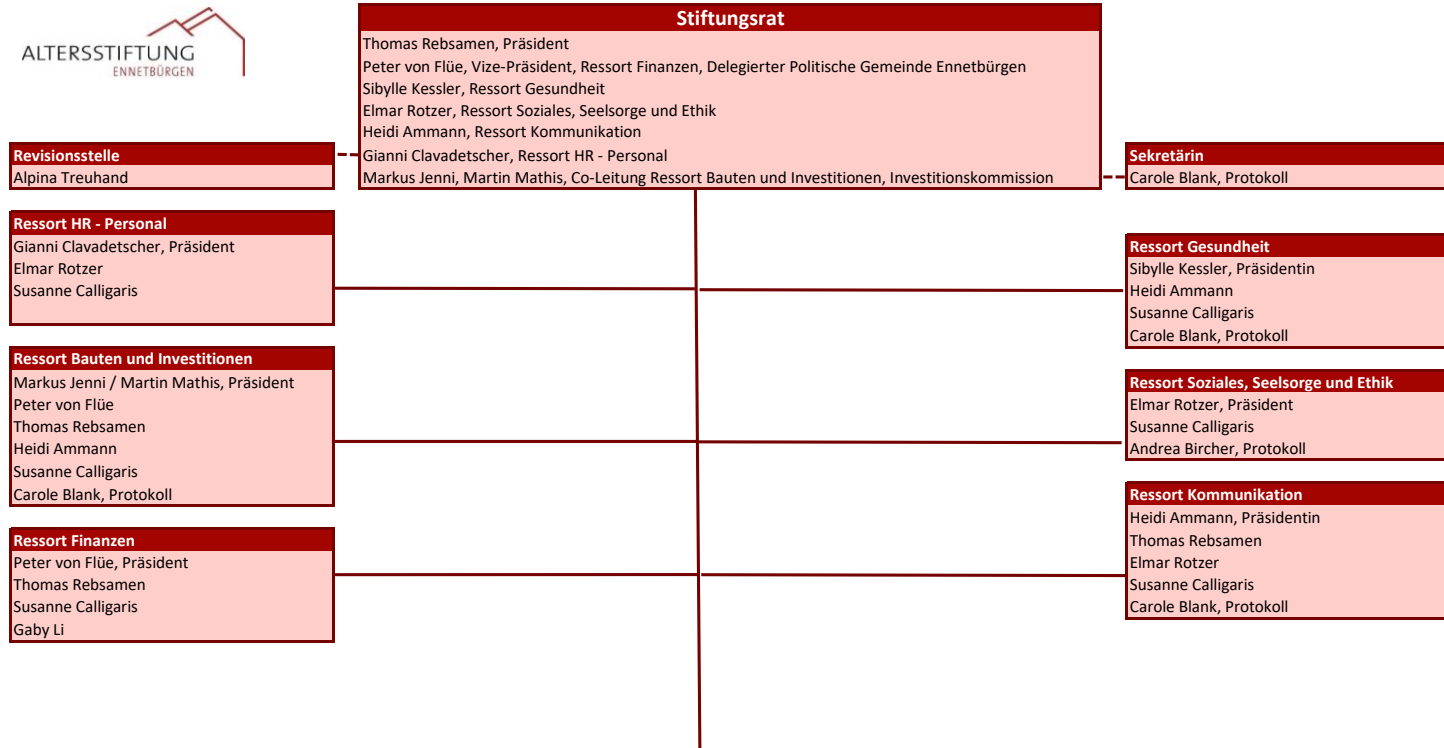 ALTERSSTIFTUNG
ENNETBÜRGEN
Stiftungsrat
Thomas Rebsamen, Präsident
Peter von Flüe, Vize-Präsident, Ressort Finanzen, Delegierter Politische Gemeinde Ennetbürgen
Sibylle Kessler, Ressort Gesundheit
Elmar Rotzer, Ressort Soziales, Seelsorge und Ethik
Heidi Ammann, Ressort Kommunikation
Gianni Clavadetscher, Ressort HR - Personal
Markus Jenni, Martin Mathis, Co-Leitung Ressort Bauten und Investitionen, Investitionskommission
Revisionsstelle
Alpina Treuhand
Sekretärin
Carole Blank, Protokoll
Ressort HR - Personal
Gianni Clavadetscher, Präsident
Elmar Rotzer
Susanne Calligaris
Ressort Gesundheit
Sibylle Kessler, Präsidentin
Heidi Ammann
Susanne Calligaris
Carole Blank, Protokoll
Ressort Bauten und Investitionen
Markus Jenni / Martin Mathis, Präsident
Peter von Flüe
Thomas Rebsamen
Heidi Ammann
Susanne Calligaris
Carole Blank, Protokoll
Ressort Soziales, Seelsorge und Ethik
Elmar Rotzer, Präsident
Susanne Calligaris
Andrea Bircher, Protokoll
Ressort Finanzen
Peter von Flüe, Präsident
Thomas Rebsamen
Susanne Calligaris
Gaby Li
Ressort Kommunikation
Heidi Ammann, Präsidentin
Thomas Rebsamen
Elmar Rotzer
Susanne Calligaris
Carole Blank, Protokoll